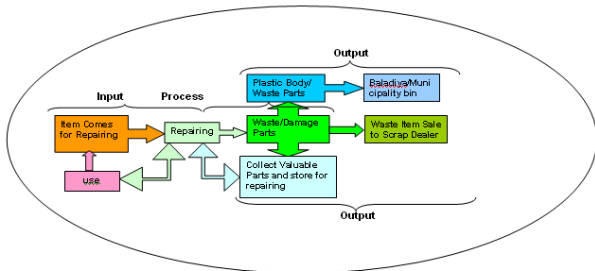 Output
Plastic Body/
Waste Parts
Baladiya/Muni
cipality bin
Input
Process
Item Comes
for Repairing
Repairing
Waste/Damage
Parts
Waste Item Sale
to Scrap Dealer
use
Collect Valuable
Parts and store for
repairing
Output